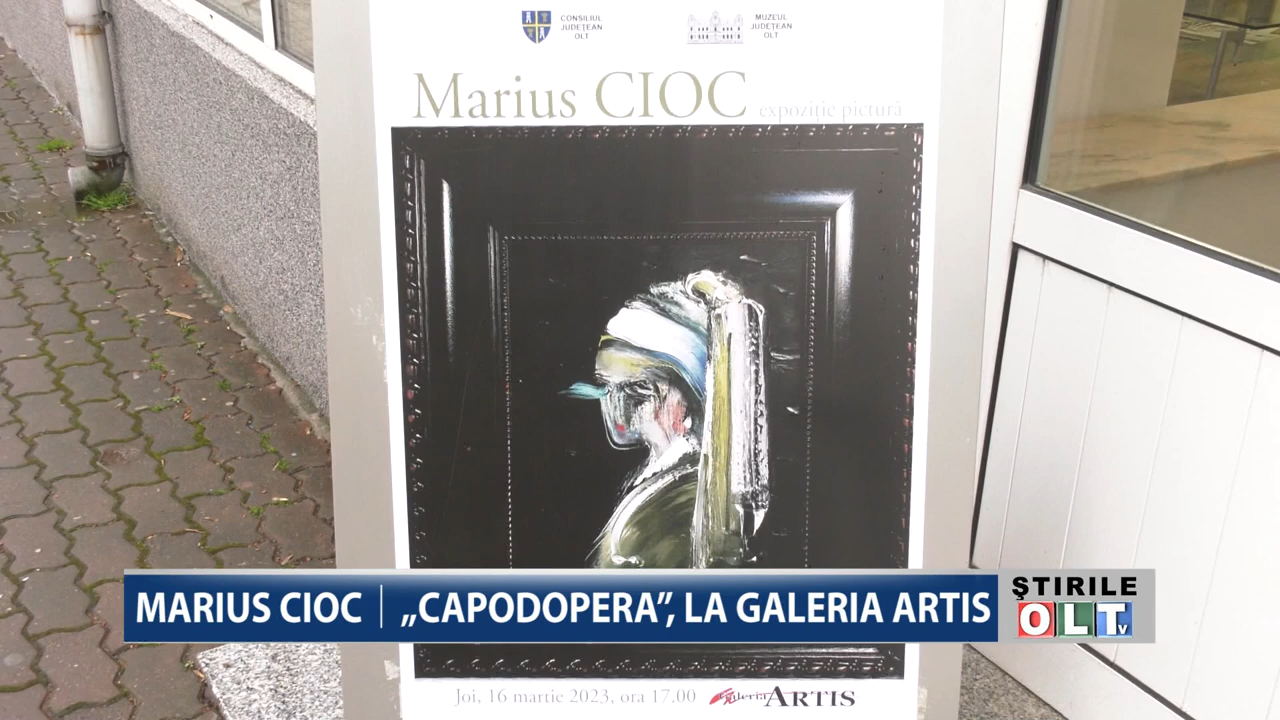 CONSILIUL
JUDEȚEAN
OLT
MUZEUL
JUDEȚEAN
OLT
Marius CIOC expoziție pictură
MARIUS CIOC | „CAPODOPERA”, LA GALERIA ARTIS
ȘTIRILE
OLTv
Joi, 16 martie 2023, ora 17.00 Galeria ARTIS